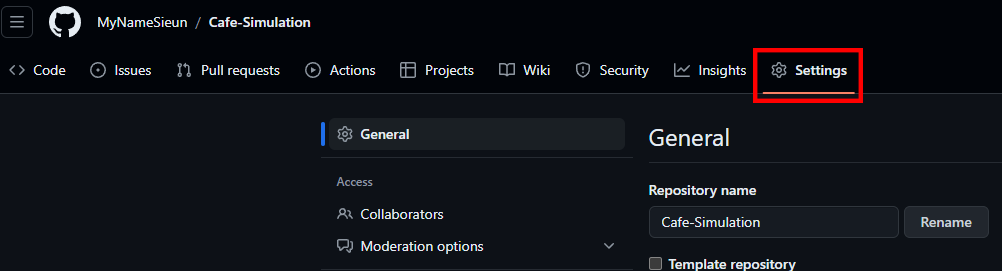 MyNameSieun / Cafe-Simulation
Code Issues Pull requests Actions Projects Wiki Security Insights Settings
General
Access
Collaborators
Moderation options
General
Repository name
Cafe-Simulation Rename
Template repository